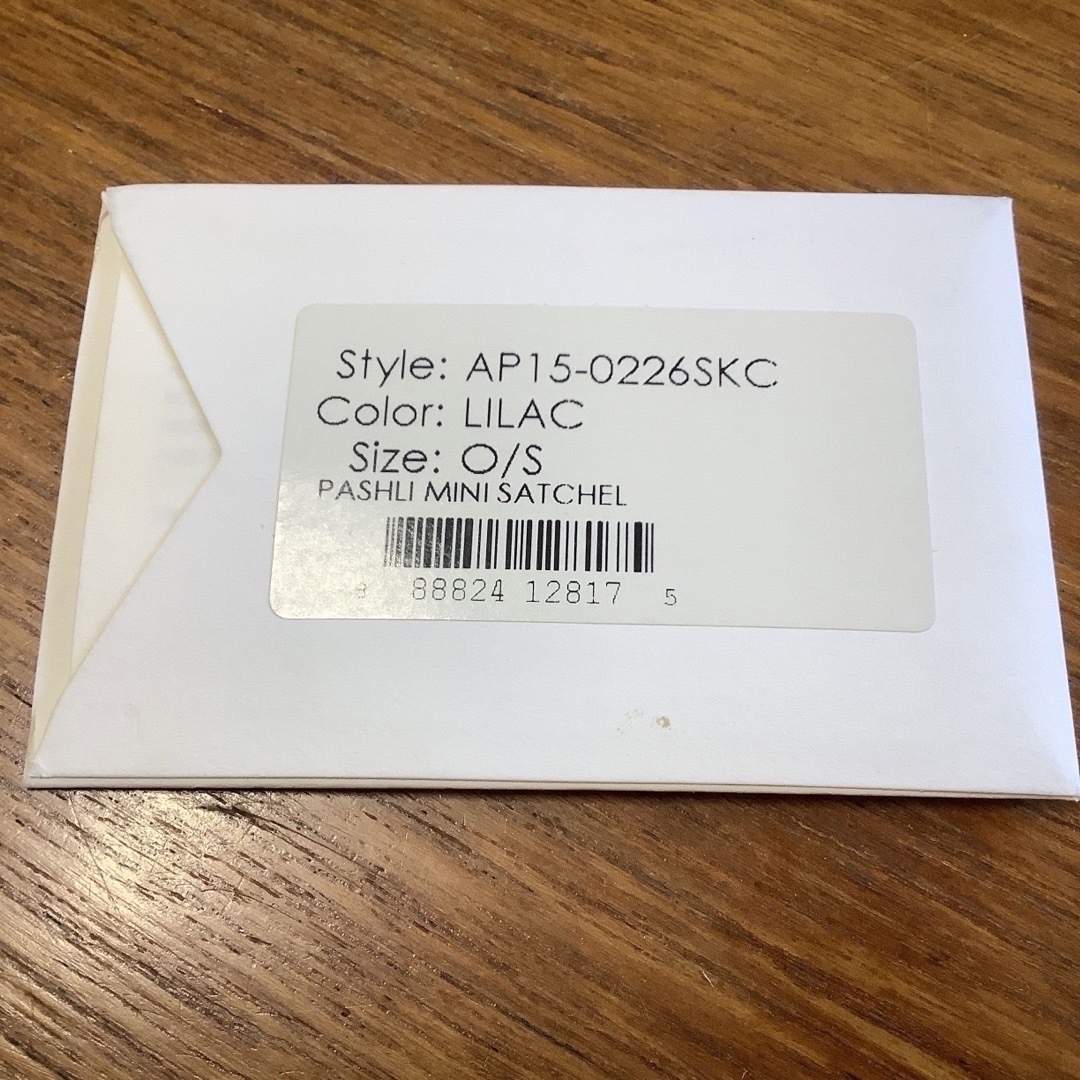 Style: AP15-0226SKC
Color: LILAC
Size: O/S
PASHLI MINI SATCHEL
88824 12817 5